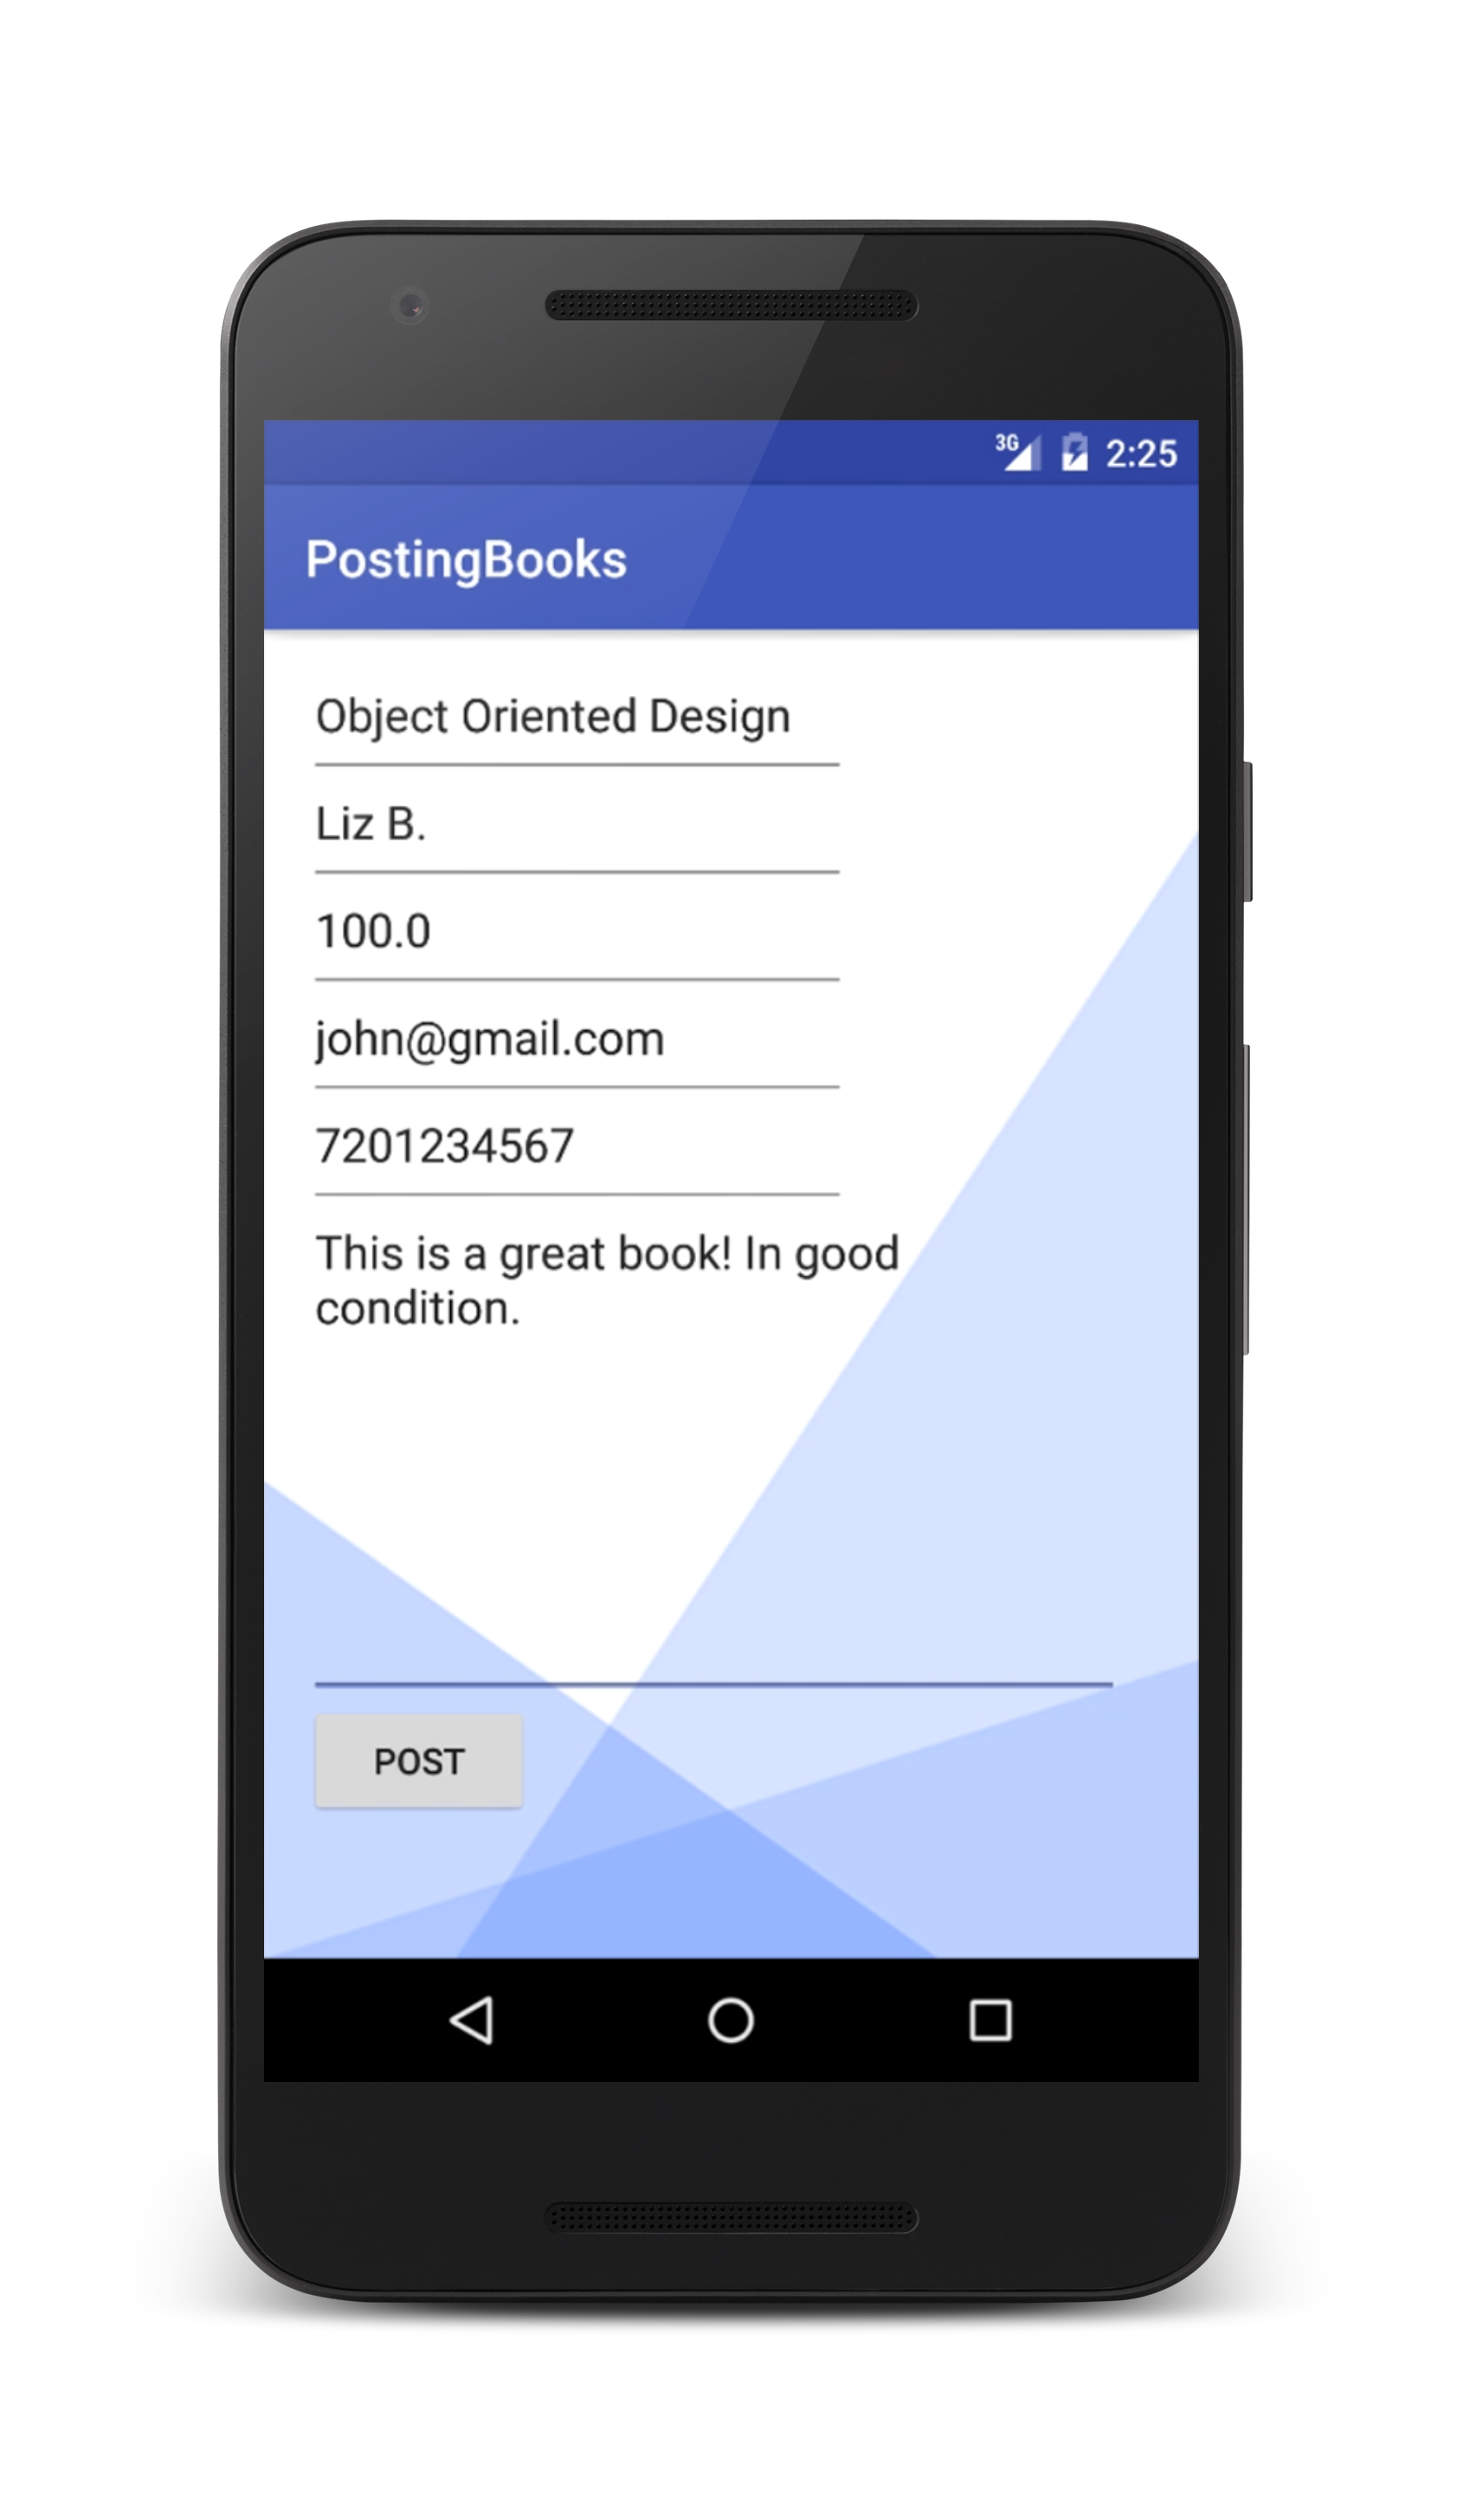 3G 2:25
PostingBooks
Object Oriented Design
Liz B.
100.0
john@gmail.com
7201234567
This is a great book! In good
condition.
POST